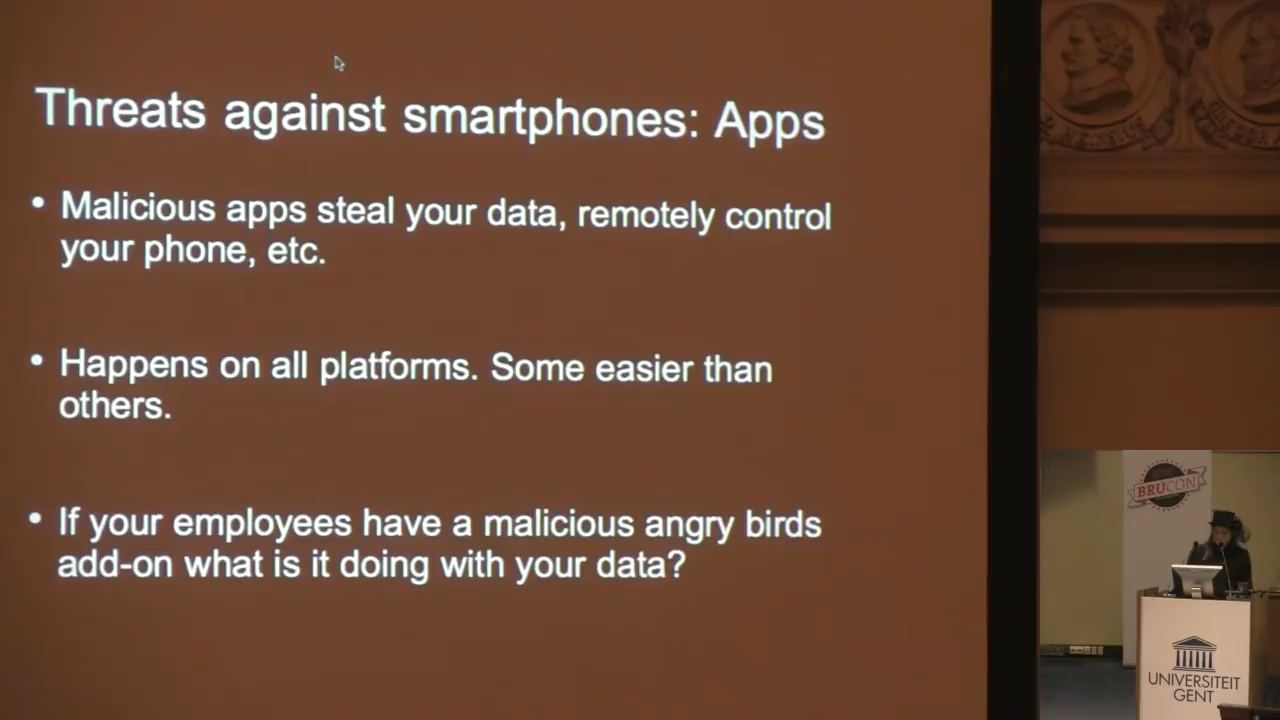 Threats against smartphones: Apps
• Malicious apps steal your data, remotely control
your phone, etc.
• Happens on all platforms. Some easier than
others.
• If your employees have a malicious angry birds
add-on what is it doing with your data?
BRUCON
UNIVERSITEIT
GENT